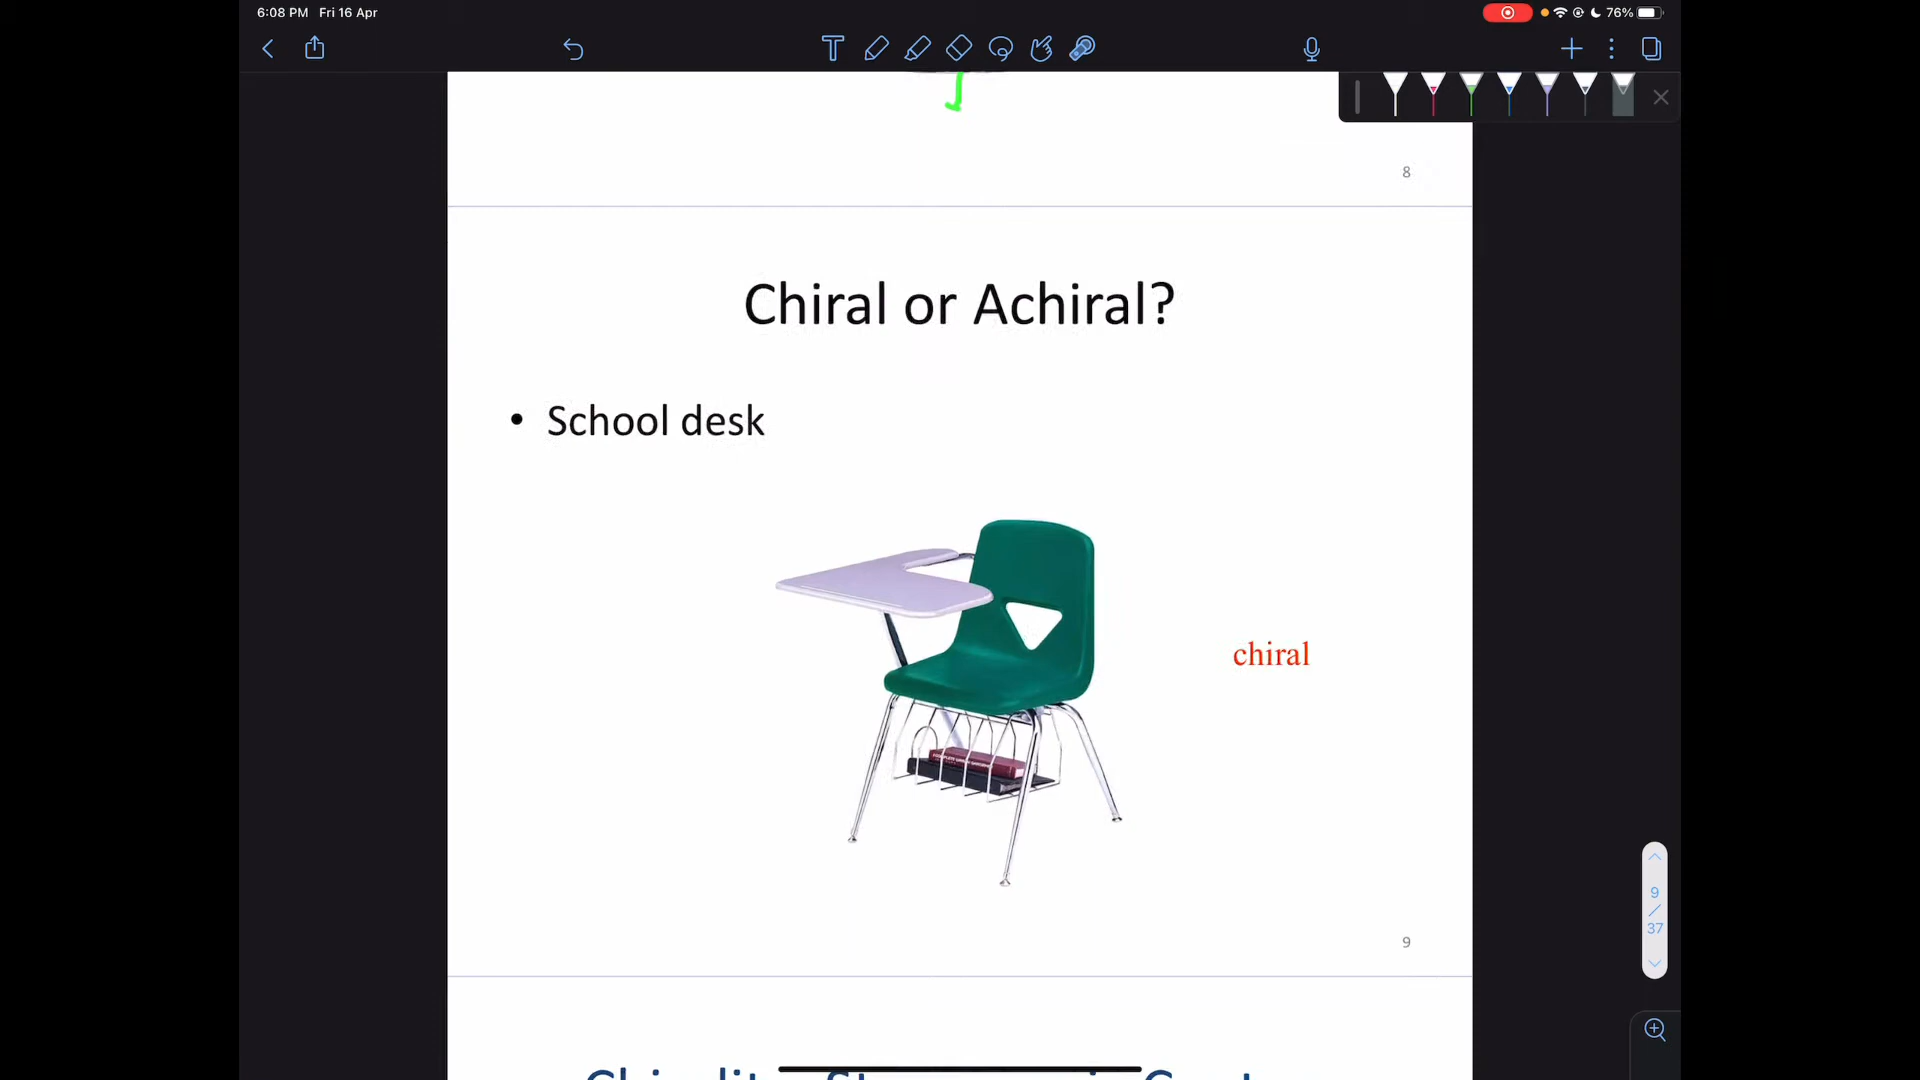 6:08 PM Fri 16 Apr
76%
8
Chiral or Achiral?
• School desk
chiral
9
/
37
9